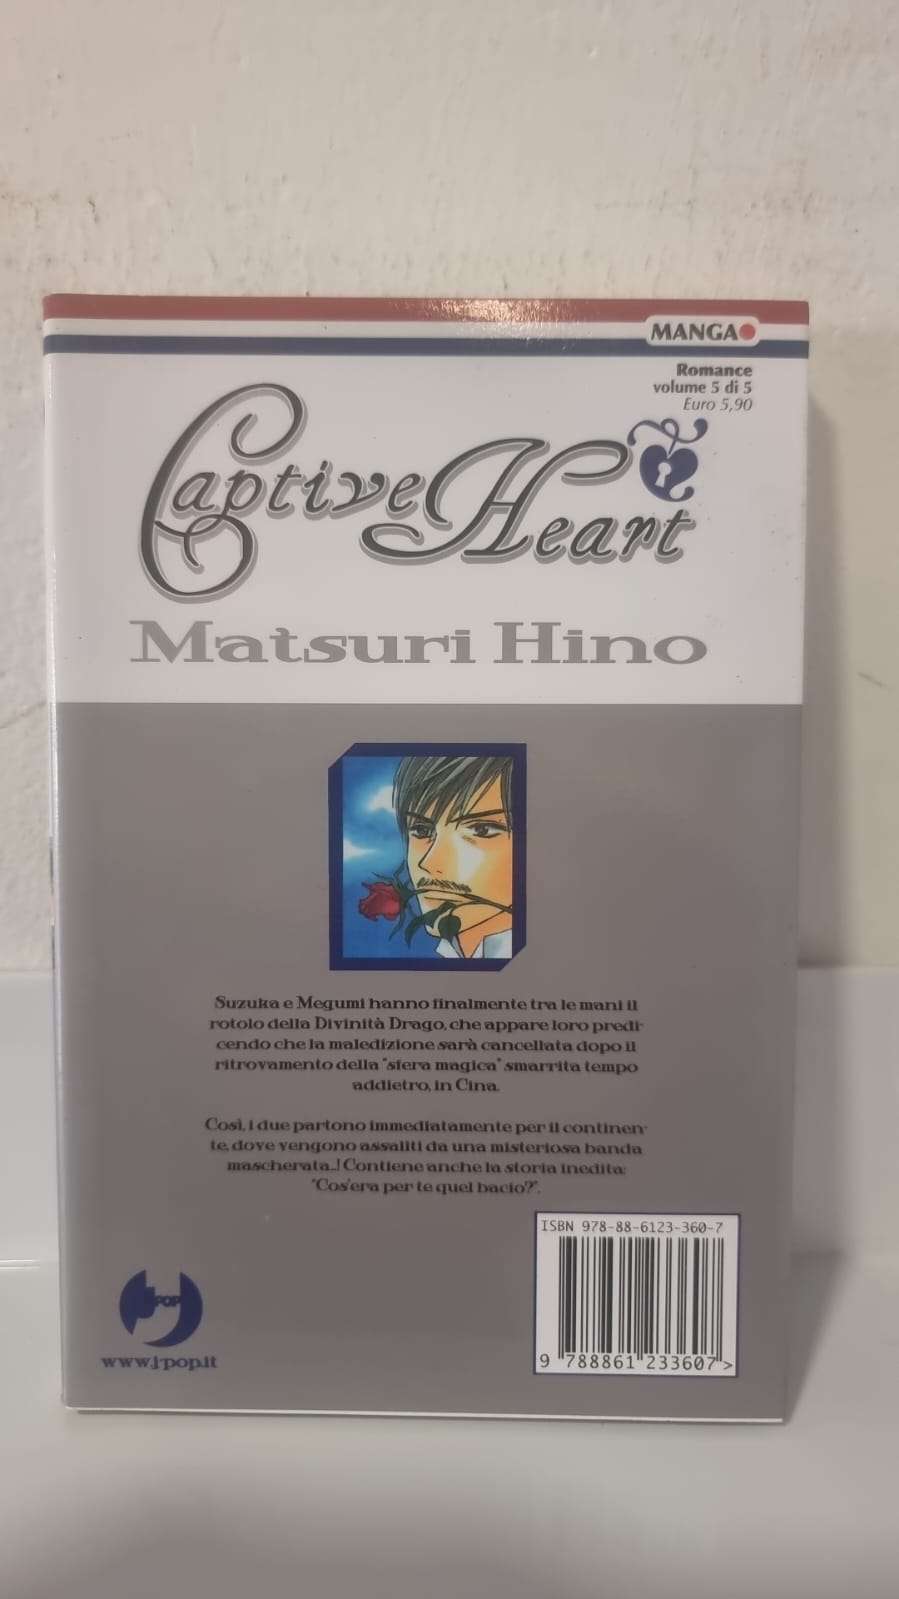 MANGA
Romance
volume 5 di 5
Euro 5,90
Captive Heart
Matsuri Hino
Suzuka e Megumi hanno finalmente tra le mani il
rotolo della Divinità Drago, che appare loro predi-
cendo che la maledizione sarà cancellata dopo il
ritrovamento della "sfera magica" smarrita tempo
addietro, in Cina.
Così, i due partono immediatamente per il continen-
te, dove vengono assaliti da una misteriosa banda
mascherata...! Contiene anche la storia inedita:
"Cos'era per te quel bacio?".
ISBN 978-88-6123-360-7
9 788861 233607 >
J-POP
www.j-pop.it